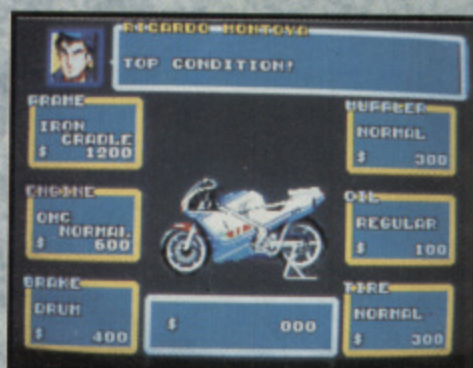 RICARDO MONTOYA
TOP CONDITION!
FRAME
IRON
CRADLE
$ 1200
ENGINE
OMC
NORMAL
$ 600
BRAKE
DRUM
$ 400
$ 000
MUFFLER
NORMAL
$ 300
OIL
REGULAR
$ 100
TIRE
NORMAL
$ 300